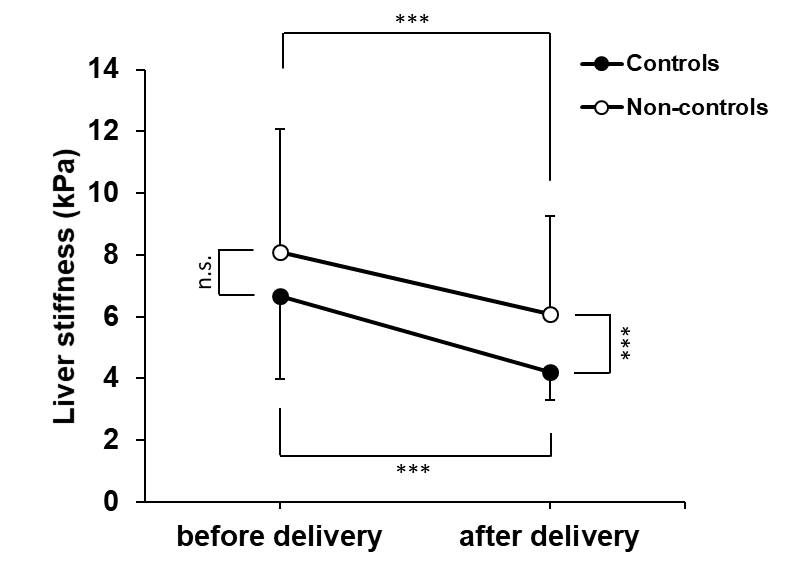 ***
Controls
Non-controls
14
12
10
8
6
4
2
0
Liver stiffness (kPa)
n.s.
***
***
before delivery
after delivery